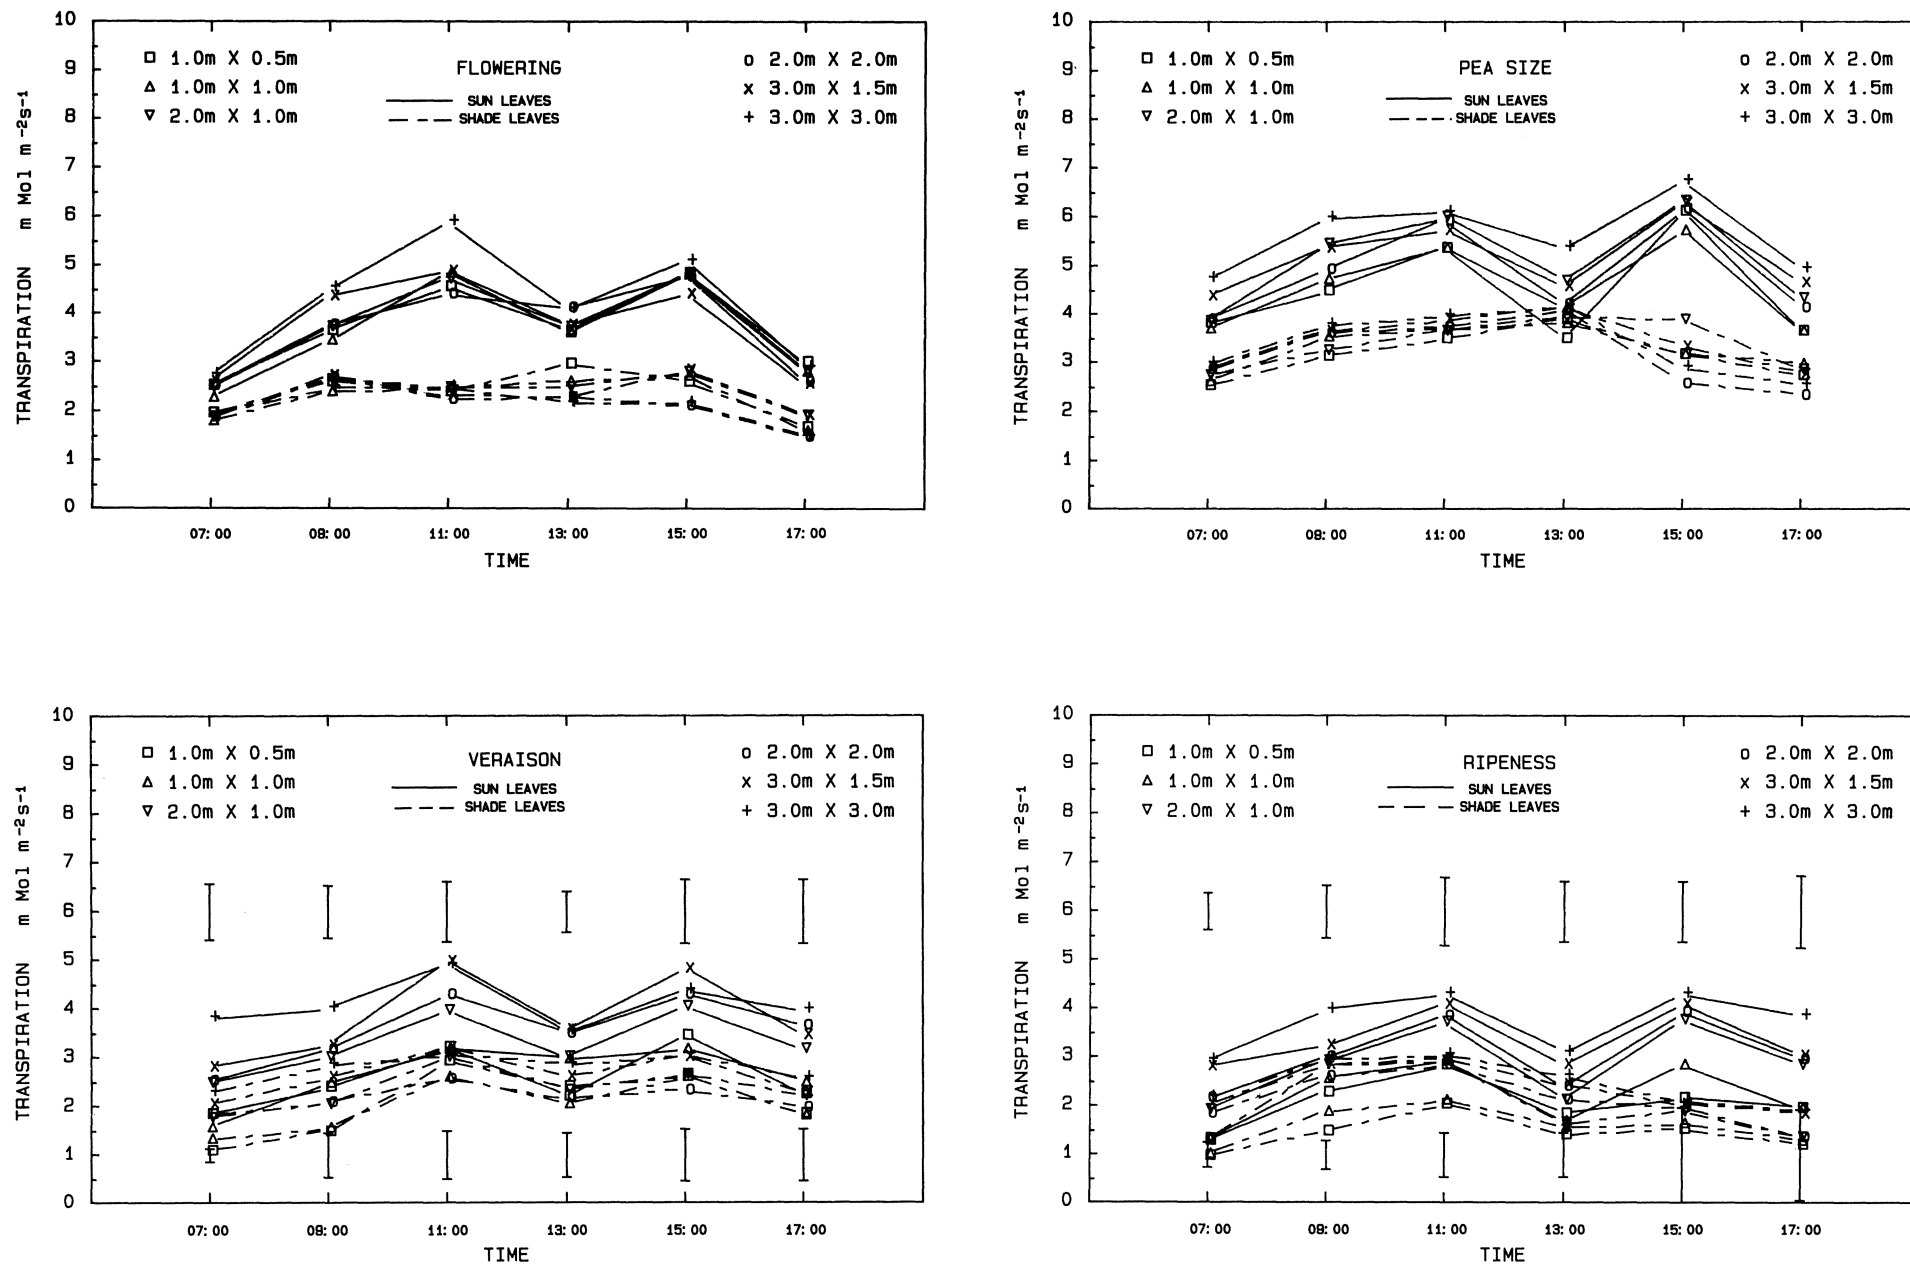 10
9
8
7
6
5
4
3
2
1
0
TRANSPIRATION m Mol m⁻²s⁻¹
1.0m X 0.5m
1.0m X 1.0m
2.0m X 1.0m
FLOWERING
SUN LEAVES
SHADE LEAVES
2.0m X 2.0m
3.0m X 1.5m
3.0m X 3.0m
07:00 09:00 11:00 13:00 15:00 17:00
TIME
10
9
8
7
6
5
4
3
2
1
0
TRANSPIRATION m Mol m⁻²s⁻¹
1.0m X 0.5m
1.0m X 1.0m
2.0m X 1.0m
PEA SIZE
SUN LEAVES
SHADE LEAVES
2.0m X 2.0m
3.0m X 1.5m
3.0m X 3.0m
07:00 09:00 11:00 13:00 15:00 17:00
TIME
10
9
8
7
6
5
4
3
2
1
0
TRANSPIRATION m Mol m⁻²s⁻¹
1.0m X 0.5m
1.0m X 1.0m
2.0m X 1.0m
VERAISON
SUN LEAVES
SHADE LEAVES
2.0m X 2.0m
3.0m X 1.5m
3.0m X 3.0m
07:00 09:00 11:00 13:00 15:00 17:00
TIME
10
9
8
7
6
5
4
3
2
1
0
TRANSPIRATION m Mol m⁻²s⁻¹
1.0m X 0.5m
1.0m X 1.0m
2.0m X 1.0m
RIPENESS
SUN LEAVES
SHADE LEAVES
2.0m X 2.0m
3.0m X 1.5m
3.0m X 3.0m
07:00 09:00 11:00 13:00 15:00 17:00
TIME